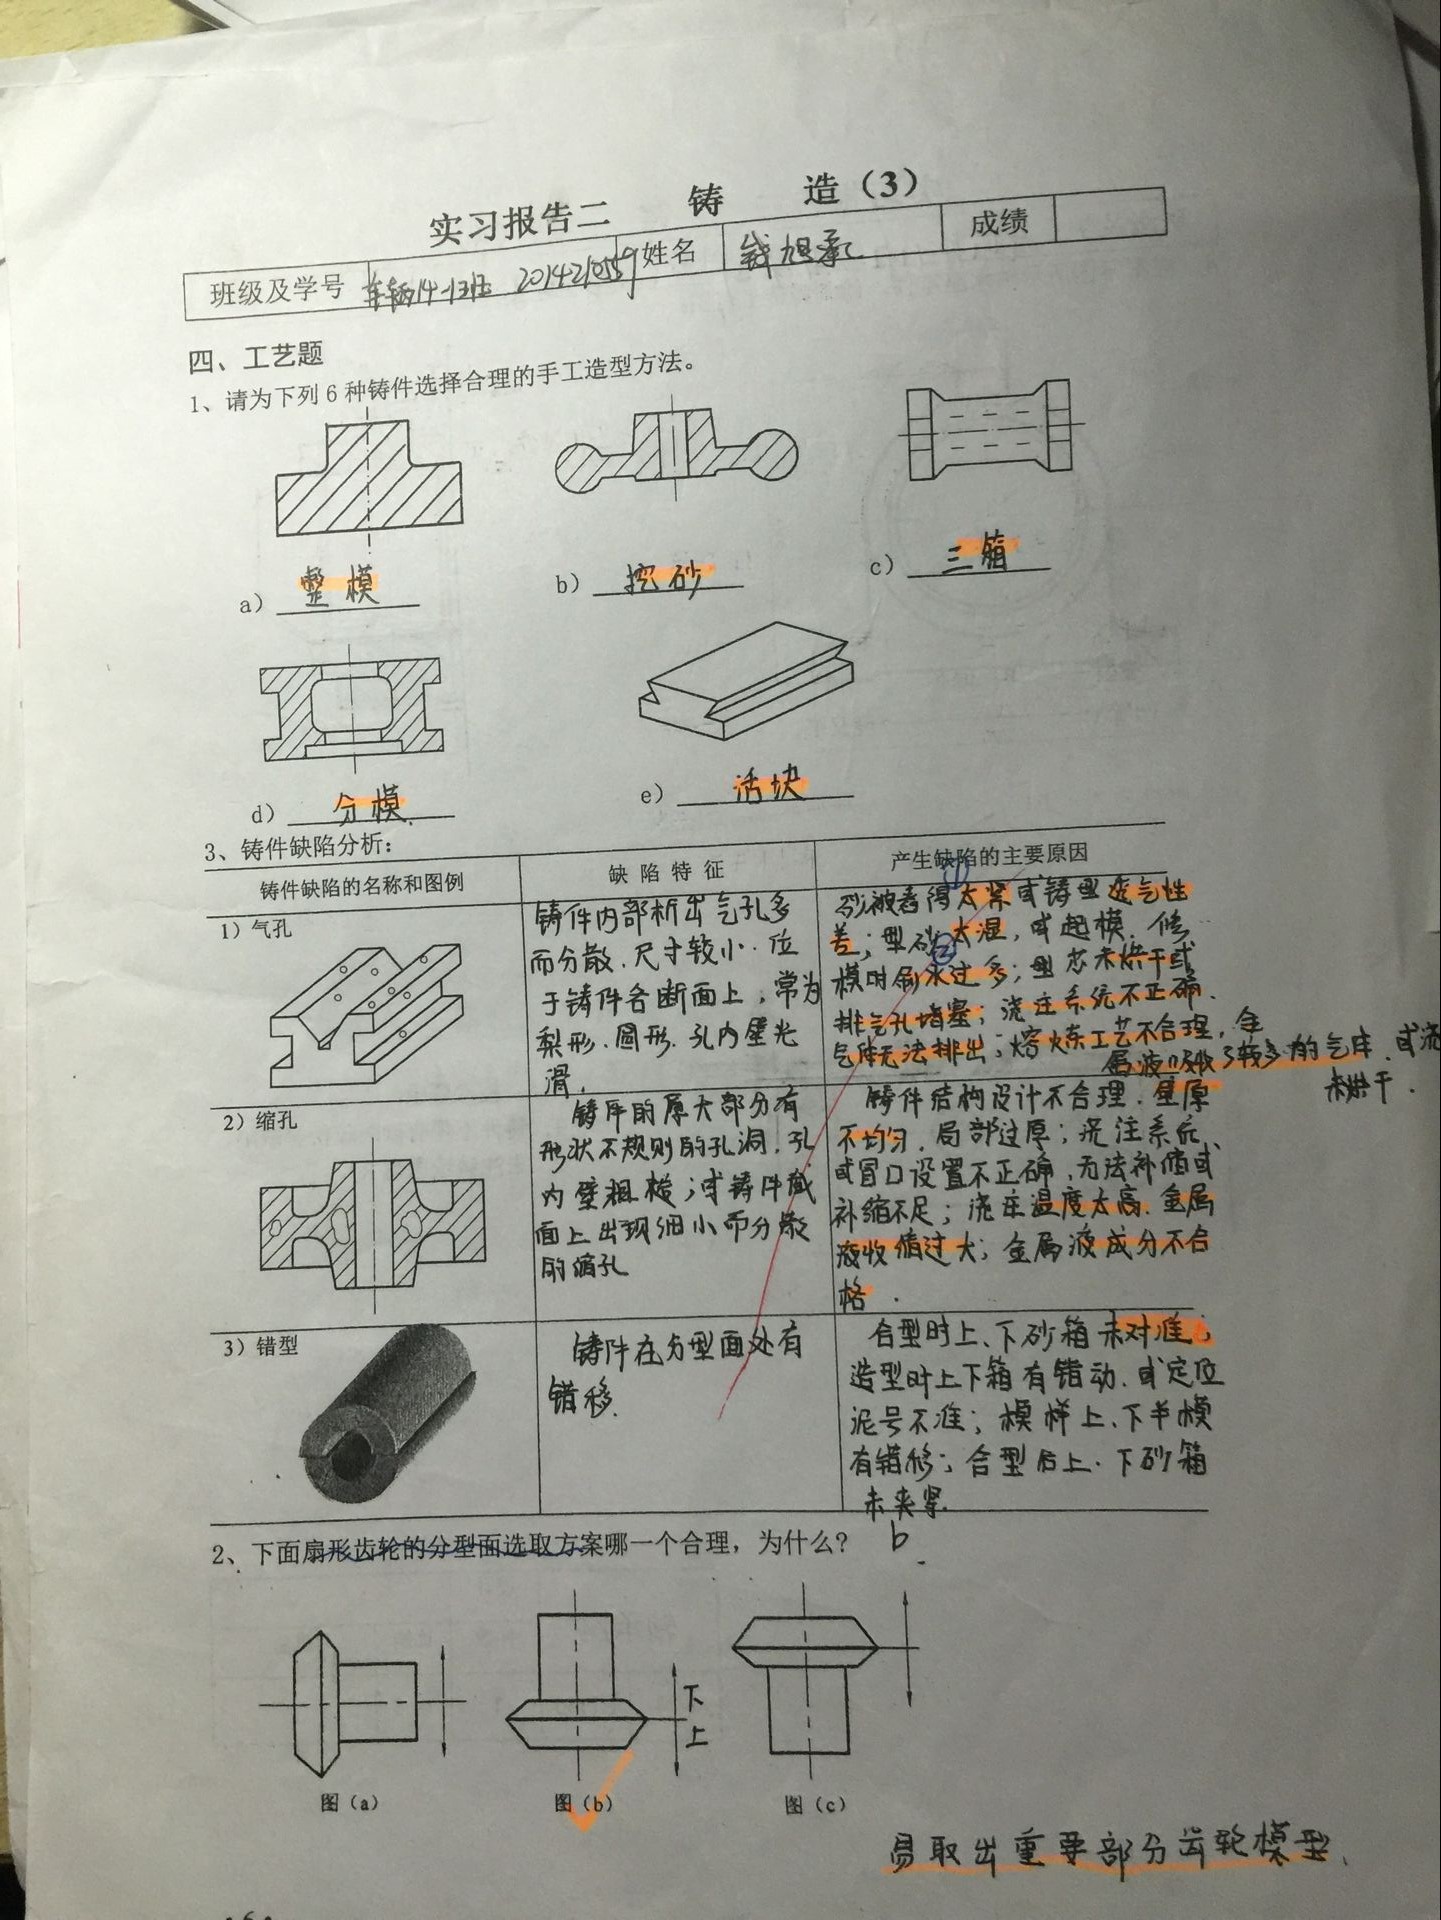 实习报告二 铸 造（3）
班级及学号 车辆14-1班 姓名 钱旭承 成绩
四、工艺题
1、请为下列6种铸件选择合理的手工造型方法。
a）整模 b）挖砂 c）三箱
d）分模 e）活块
3、铸件缺陷分析：
铸件缺陷的名称和图例 缺陷特征 产生缺陷的主要原因
1）气孔
铸件内部析出气孔多
而分散.尺寸较小.位
于铸件各断面上，常为
梨形.圆形.孔内壁光
滑.
①
得太紧或铸型透气性
差；型砂太湿，或起模.修
②
模时刷水过多；型芯未烘干或
排气孔堵塞；浇注系统不正确.
气体无法排出；熔炼工艺不合理，金
属液吸收了较多的气体.或浇
未烘干.
2）缩孔
铸件的厚大部分有
形状不规则的孔洞.孔
内壁粗糙；或铸件截
面上出现细小而分散
的缩孔
铸件结构设计不合理.壁厚
不均匀.局部过厚；浇注系统
或冒口设置不正确.无法补缩或
补缩不足；浇注温度太高.金属
液收缩过大；金属液成分不合
格.
3）错型
铸件在分型面处有
错移.
合型时上、下砂箱未对准；
造型时上下箱有错动.或定位
泥号不准；模样上、下半模
有错移；合型后上、下砂箱
未夹紧.
2、下面扇形齿轮的分型面选取方案哪一个合理，为什么？ b.
下
上
图（a） 图（b） 图（c）
易取出重要部分齿轮模型.
·6·